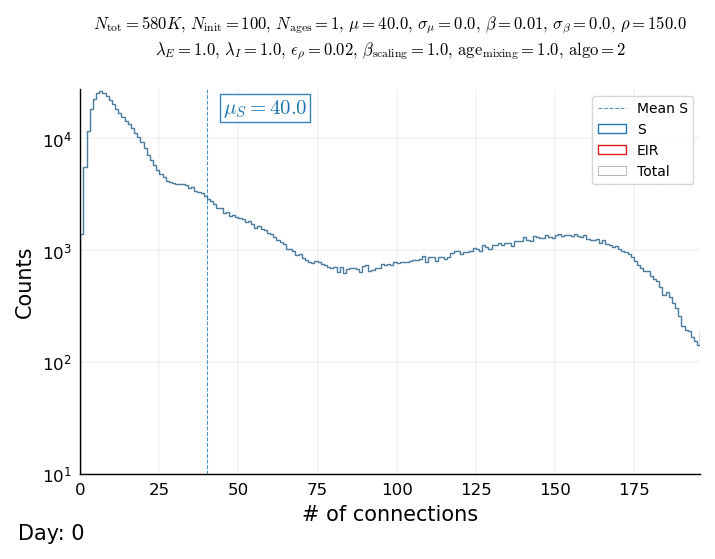 N_tot = 580K, N_init = 100, N_ages = 1, μ = 40.0, σ_μ = 0.0, β = 0.01, σ_β = 0.0, ρ = 150.0
λ_E = 1.0, λ_I = 1.0, ϵ_ρ = 0.02, β_scaling = 1.0, age_mixing = 1.0, algo = 2
μ_S = 40.0
Mean S
S
EIR
Total
10^4
10^3
10^2
10^1
Counts
0 25 50 75 100 125 150 175
# of connections
Day: 0